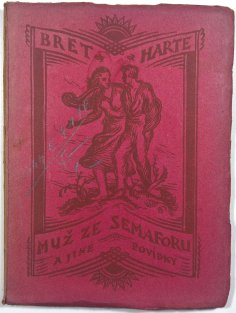 BRET HARTE
MUŽ ZE SEMAFORU
A JINÉ POVÍDKY